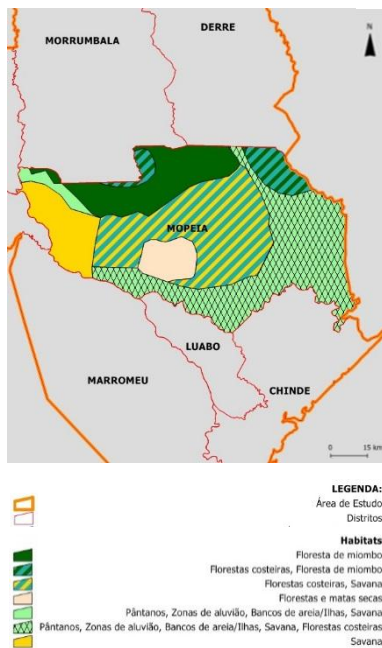 MORRUMBALA
DERRE
N
MOPEIA
LUABO
MARROMEU
CHINDE
0 15 km
LEGENDA:
Área de Estudo
Distritos
Habitats
Floresta de miombo
Florestas costeiras, Floresta de miombo
Florestas costeiras, Savana
Florestas e matas secas
Pântanos, Zonas de aluvião, Bancos de areia/Ilhas, Savana
Pântanos, Zonas de aluvião, Bancos de areia/Ilhas, Savana, Florestas costeiras
Savana